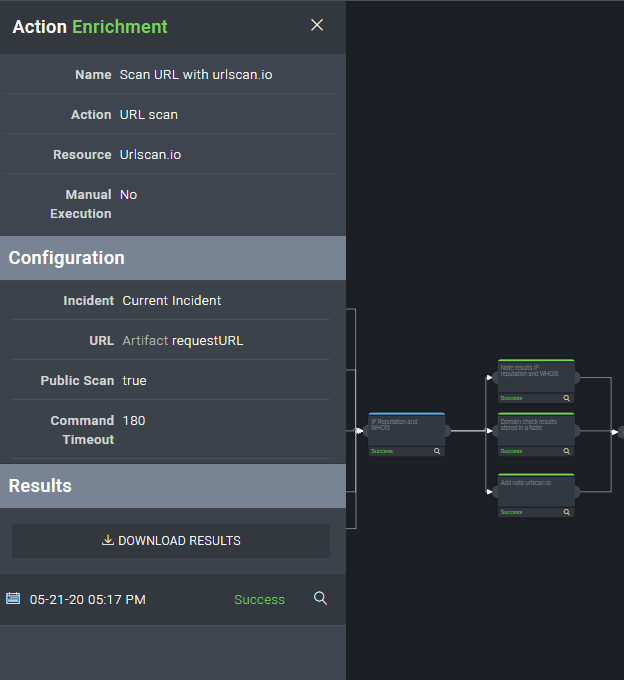 Action Enrichment
Name Scan URL with urlscan.io
Action URL scan
Resource Urlscan.io
Manual
Execution No
Configuration
Incident Current Incident
URL Artifact requestURL
Public Scan true
Command
Timeout 180
Results
DOWNLOAD RESULTS
05-21-20 05:17 PM Success
IP Reputation and
WHOIS
Success
Note results IP
reputation and WHOIS
Success
Domain check results
stored in a Note
Success
Add note urlscan.io
Success